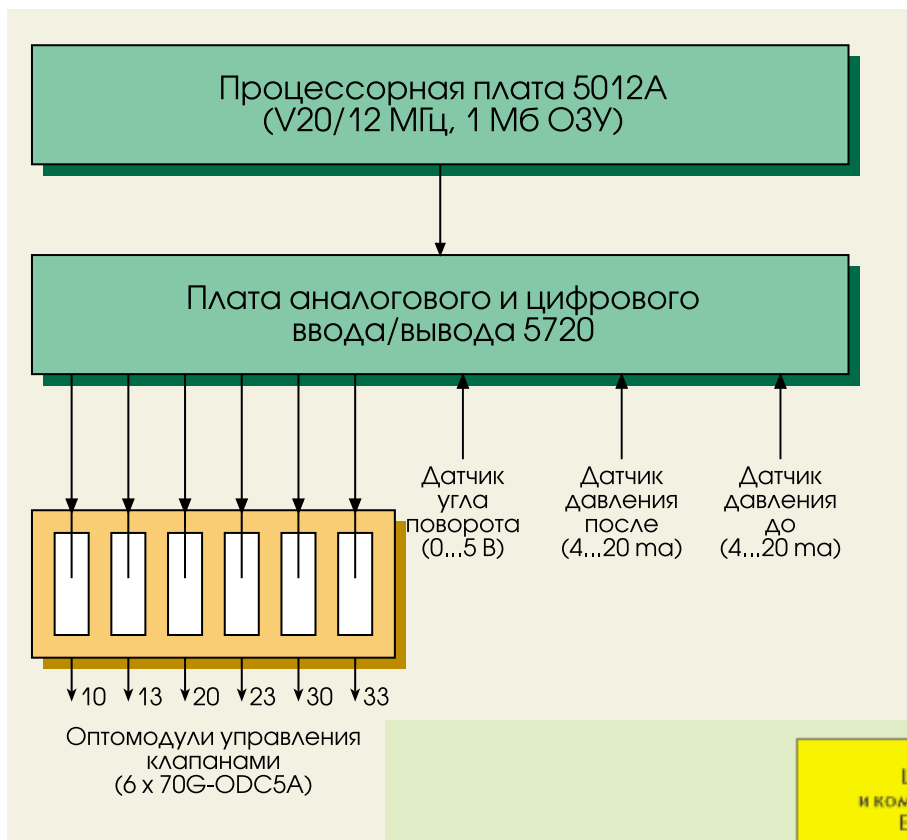 Процессорная плата 5012А
(V20/12 МГц, 1 Мб ОЗУ)
Плата аналогового и цифрового
ввода/вывода 5720
Датчик
угла
поворота
(0...5 В)
Датчик
давления
после
(4...20 ma)
Датчик
давления
до
(4...20 ma)
10 13 20 23 30 33
Оптомодули управления
клапанами
(6 x 70G-ODC5A)
и